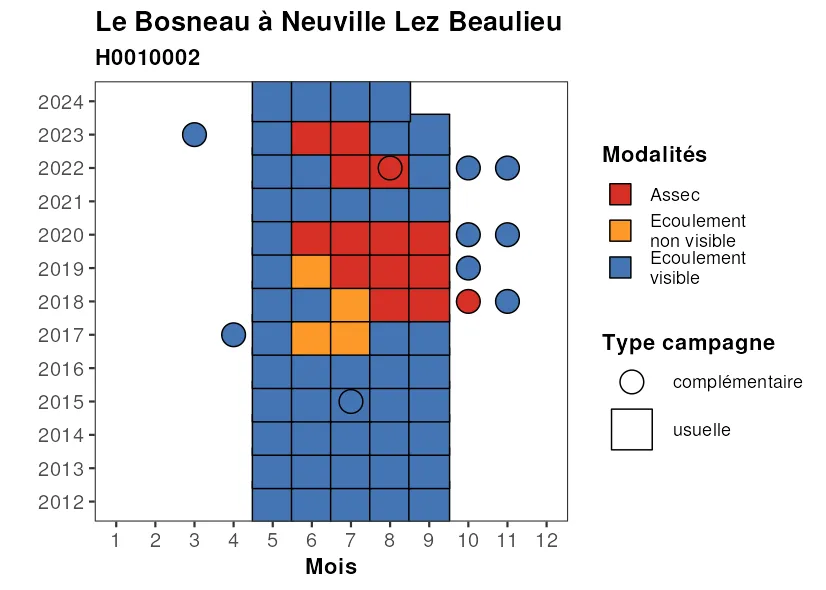 Le Bosneau à Neuville Lez Beaulieu
H0010002
2024
2023
2022
2021
2020
2019
2018
2017
2016
2015
2014
2013
2012
1 2 3 4 5 6 7 8 9 10 11 12
Mois
Modalités
Assec
Ecoulement
non visible
Ecoulement
visible
Type campagne
complémentaire
usuelle